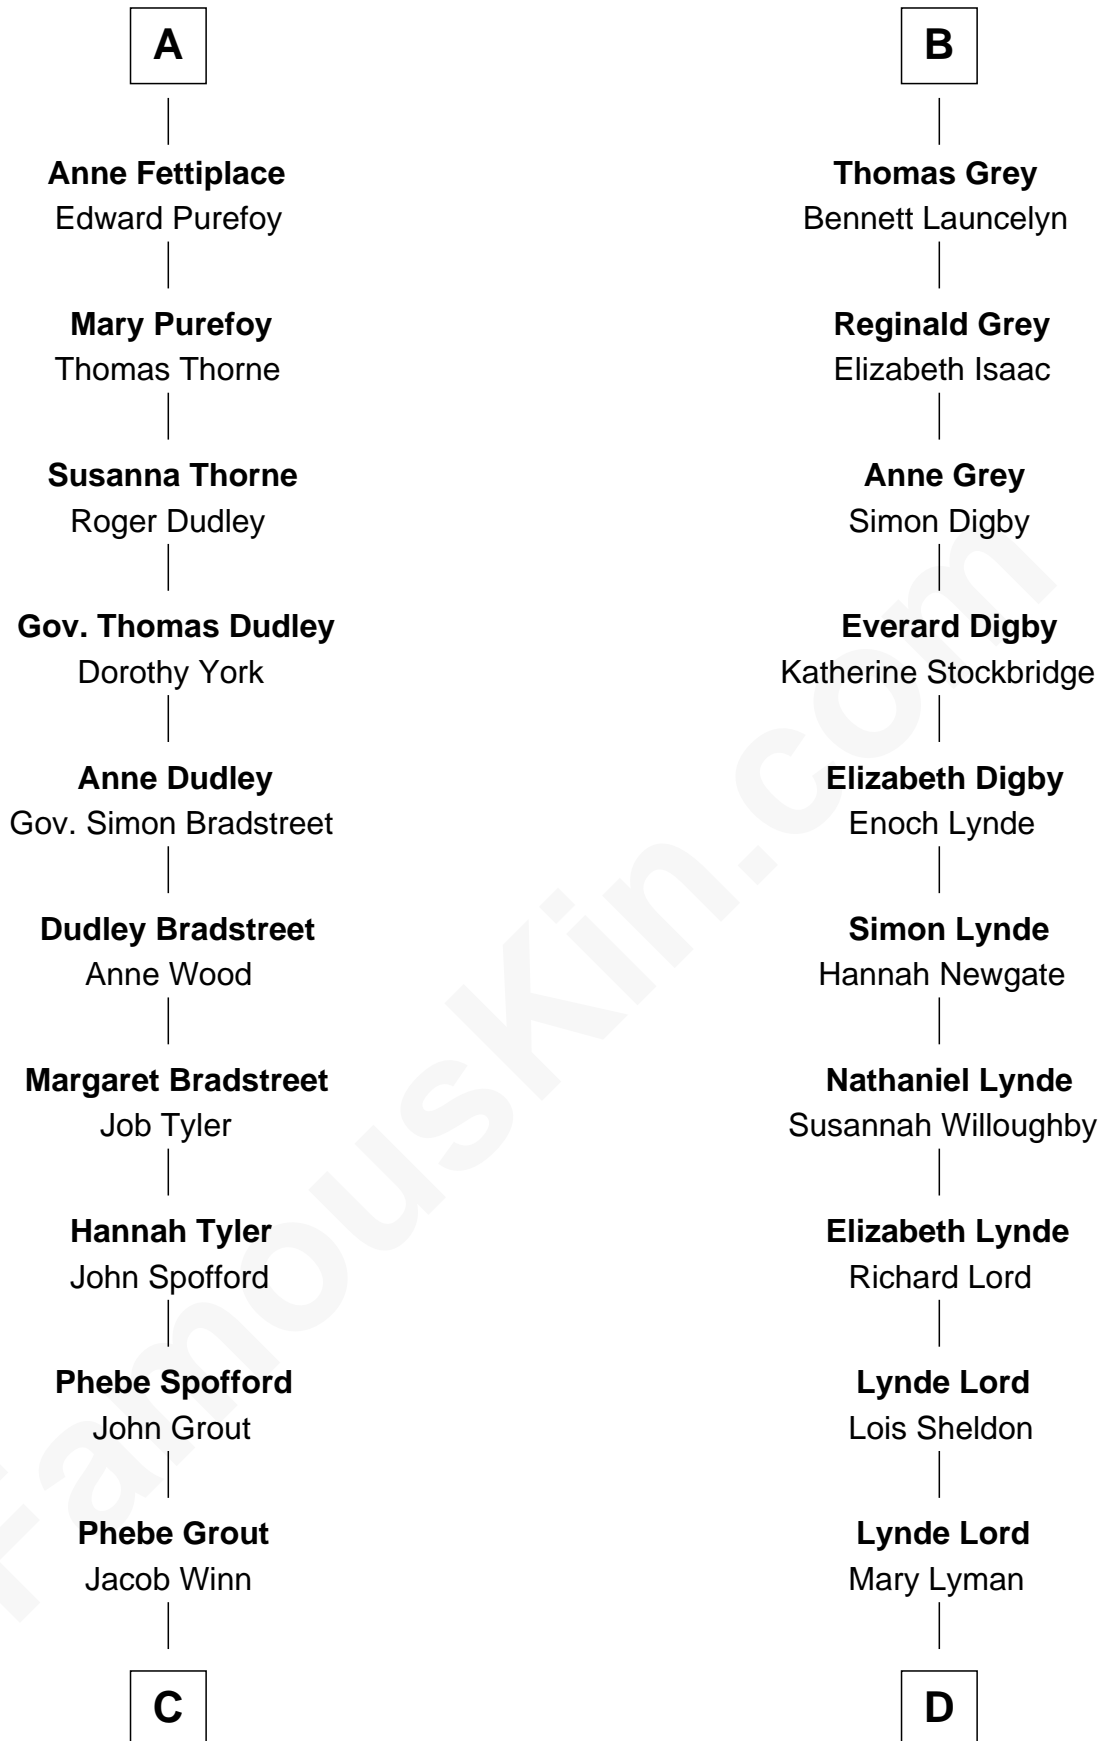 A
Anne Fettiplace
Edward Purefoy
Mary Purefoy
Thomas Thorne
Susanna Thorne
Roger Dudley
Gov. Thomas Dudley
Dorothy York
Anne Dudley
Gov. Simon Bradstreet
Dudley Bradstreet
Anne Wood
Margaret Bradstreet
Job Tyler
Hannah Tyler
John Spofford
Phebe Spofford
John Grout
Phebe Grout
Jacob Winn
C
B
Thomas Grey
Bennett Launcelyn
Reginald Grey
Elizabeth Isaac
Anne Grey
Simon Digby
Everard Digby
Katherine Stockbridge
Elizabeth Digby
Enoch Lynde
Simon Lynde
Hannah Newgate
Nathaniel Lynde
Susannah Willoughby
Elizabeth Lynde
Richard Lord
Lynde Lord
Lois Sheldon
Lynde Lord
Mary Lyman
D
FamousKin.com